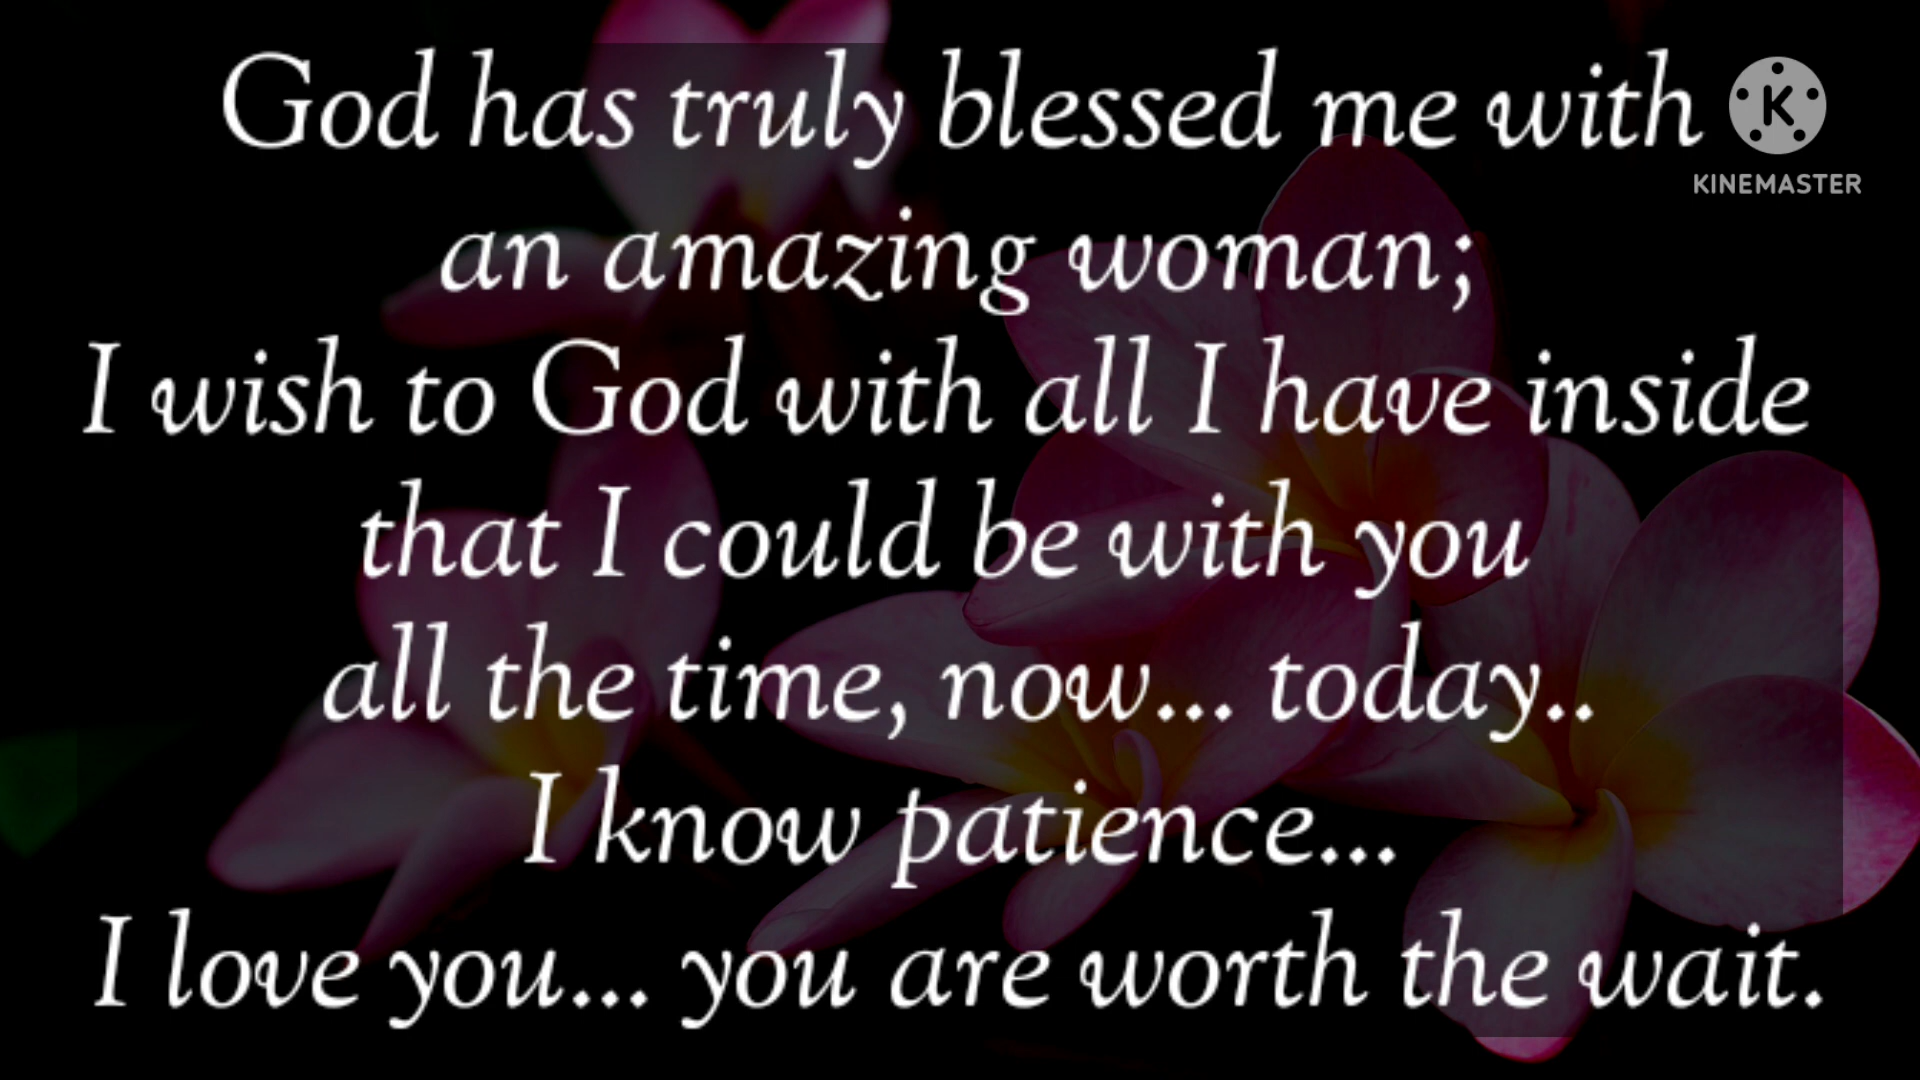 God has truly blessed me with
an amazing woman;
I wish to God with all I have inside
that I could be with you
all the time, now... today..
I know patience...
I love you... you are worth the wait.
K
KINEMASTER